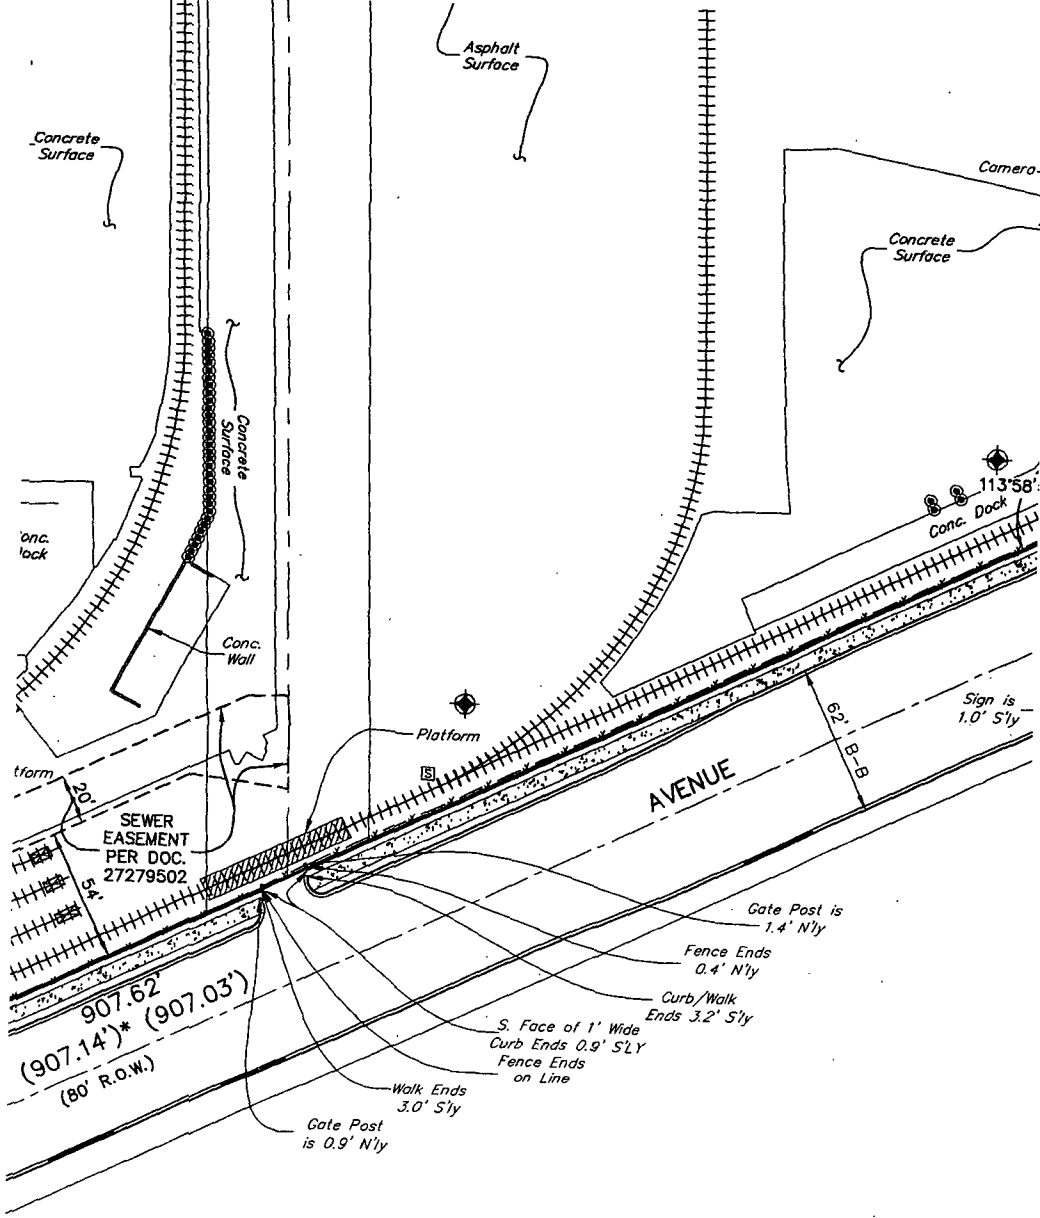 Asphalt
Surface
Concrete
Surface
Camera
Concrete
Surface
Concrete
Surface
113°58'
Conc. Dock
Conc.
Wall
Sign is
1.0' S'ly
Platform
62' B-B
S
AVENUE
20'
SEWER
EASEMENT
PER DOC.
27279502
54'
Gate Post is
1.4' N'ly
Fence Ends
0.4' N'ly
Curb/Walk
Ends 3.2' S'ly
907.62'
(907.14')* (907.03')
(80' R.O.W.)
S. Face of 1' Wide
Curb Ends 0.9' S'LY
Fence Ends
on Line
Walk Ends
3.0' S'ly
Gate Post
is 0.9' N'ly